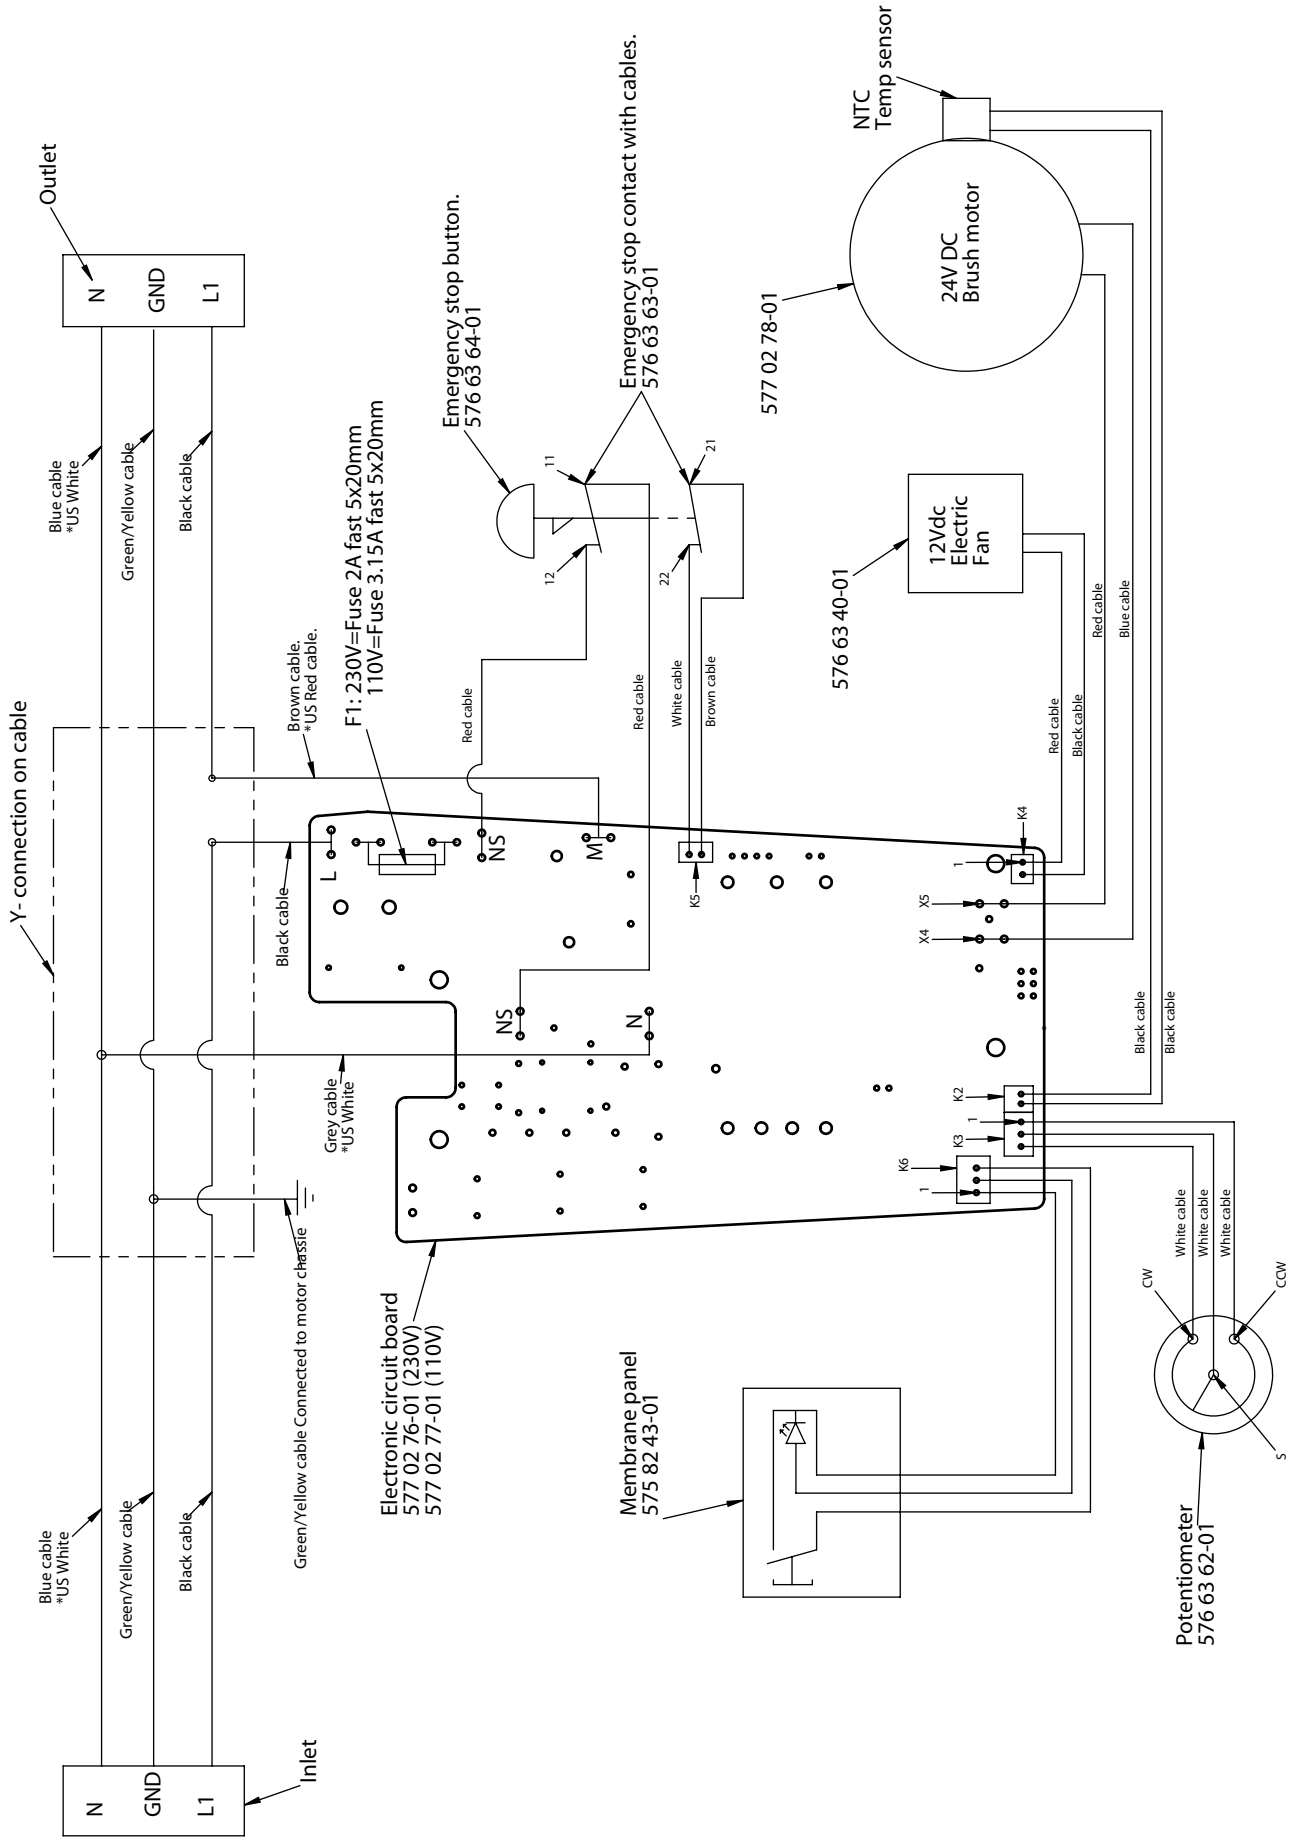 Y- connection on cable
Inlet
N
GND
L1
Blue cable
*US White
Green/Yellow cable
Black cable
Green/Yellow cable Connected to motor chassie
Grey cable
*US White
Black cable
Brown cable.
*US Red cable.
Blue cable
*US White
Green/Yellow cable
Black cable
Outlet
N
GND
L1
F1: 230V=Fuse 2A fast 5x20mm
110V=Fuse 3.15A fast 5x20mm
Emergency stop button.
576 63 64-01
Emergency stop contact with cables.
576 63 63-01
11
12
21
22
Red cable
Red cable
White cable
Brown cable
L
NS
M
NS
N
K5
Electronic circuit board
577 02 76-01 (230V)
577 02 77-01 (110V)
Membrane panel
575 82 43-01
1
K6
K3
1
K2
X4
X5
1
K4
576 63 40-01
12Vdc
Electric
Fan
Red cable
Black cable
Red cable
Blue cable
577 02 78-01
24V DC
Brush motor
NTC
Temp sensor
Black cable
Black cable
Potentiometer
576 63 62-01
CW
CCW
S
White cable
White cable
White cable